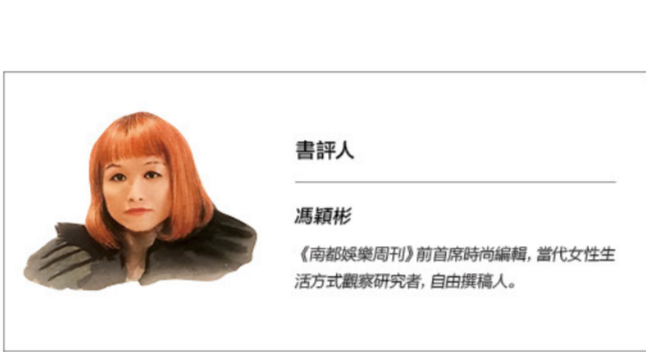 書評人
馮穎彬
《南都娛樂周刊》前首席時尚編輯，當代女性生
活方式觀察研究者，自由撰稿人。